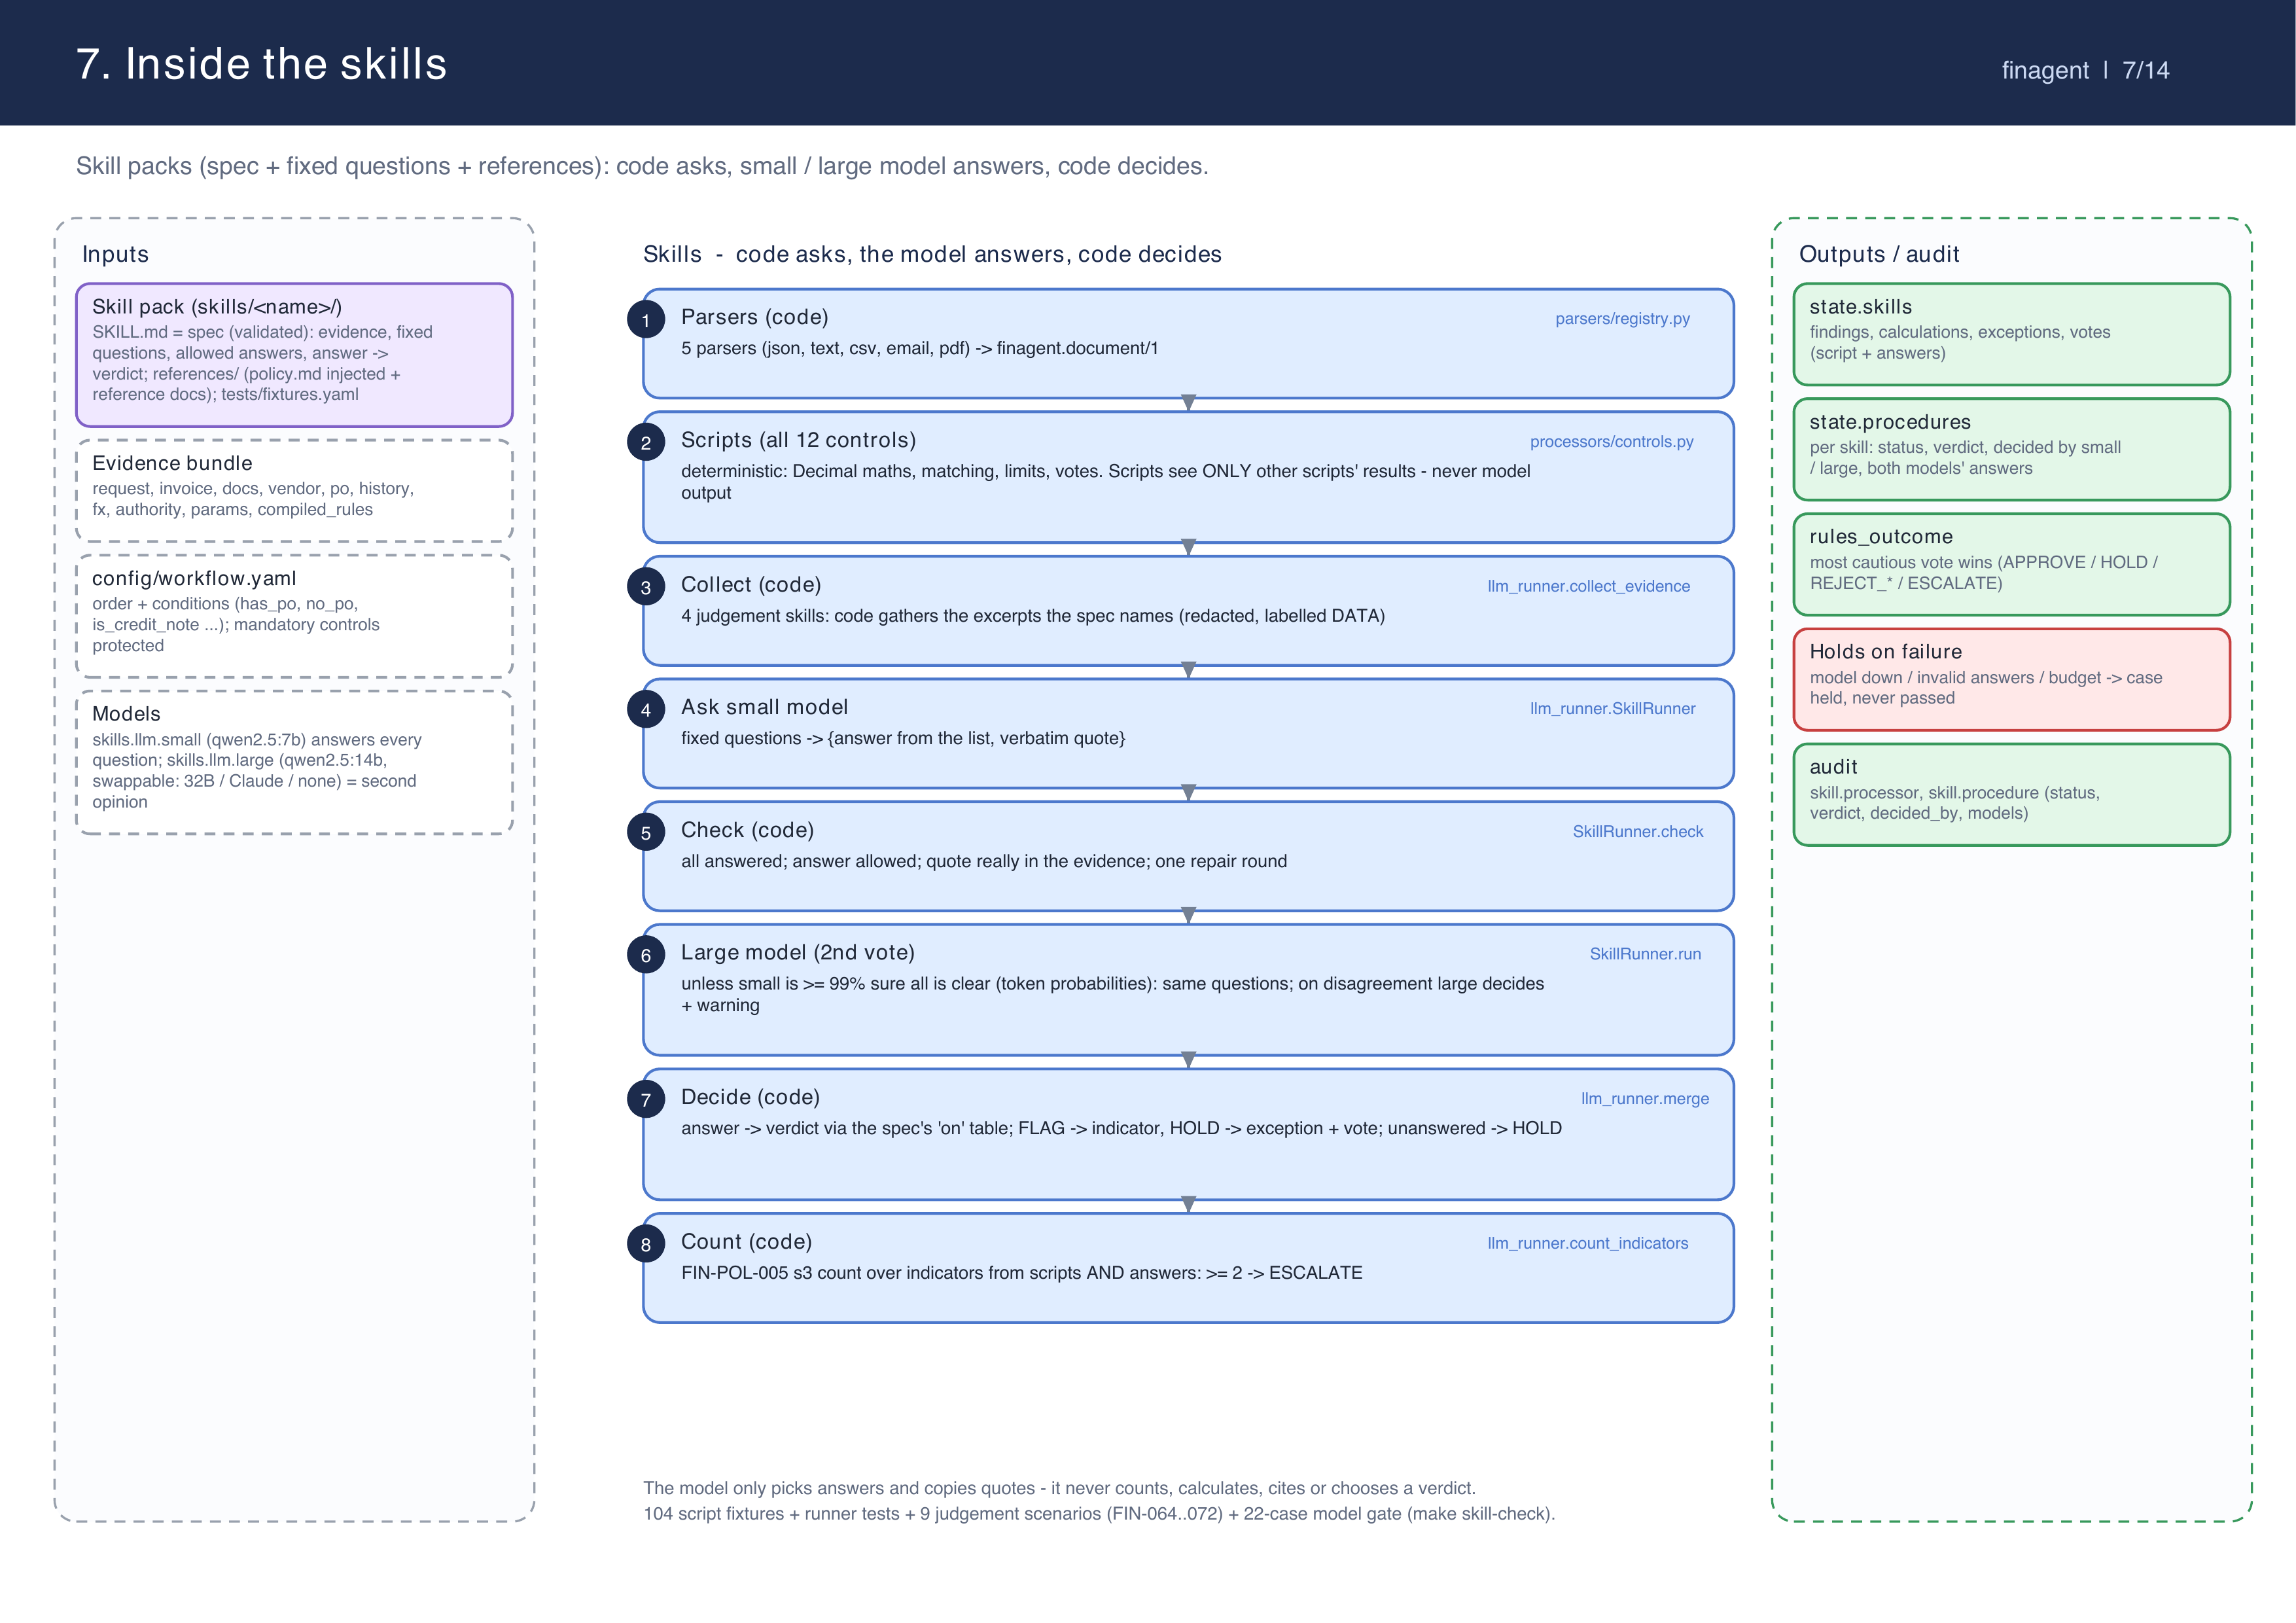 7. Inside the skills
finagent | 7/14
Skill packs (spec + fixed questions + references): code asks, small / large model answers, code decides.
Inputs
Skill pack (skills/<name>/)
SKILL.md = spec (validated): evidence, fixed
questions, allowed answers, answer ->
verdict; references/ (policy.md injected +
reference docs); tests/fixtures.yaml
Evidence bundle
request, invoice, docs, vendor, po, history,
fx, authority, params, compiled_rules
config/workflow.yaml
order + conditions (has_po, no_po,
is_credit_note ...); mandatory controls
protected
Models
skills.llm.small (qwen2.5:7b) answers every
question; skills.llm.large (qwen2.5:14b,
swappable: 32B / Claude / none) = second
opinion
Skills - code asks, the model answers, code decides
1
Parsers (code)
parsers/registry.py
5 parsers (json, text, csv, email, pdf) -> finagent.document/1
2
Scripts (all 12 controls)
processors/controls.py
deterministic: Decimal maths, matching, limits, votes. Scripts see ONLY other scripts' results - never model
output
3
Collect (code)
llm_runner.collect_evidence
4 judgement skills: code gathers the excerpts the spec names (redacted, labelled DATA)
4
Ask small model
llm_runner.SkillRunner
fixed questions -> {answer from the list, verbatim quote}
5
Check (code)
SkillRunner.check
all answered; answer allowed; quote really in the evidence; one repair round
6
Large model (2nd vote)
SkillRunner.run
unless small is >= 99% sure all is clear (token probabilities): same questions; on disagreement large decides
+ warning
7
Decide (code)
llm_runner.merge
answer -> verdict via the spec's 'on' table; FLAG -> indicator, HOLD -> exception + vote; unanswered -> HOLD
8
Count (code)
llm_runner.count_indicators
FIN-POL-005 s3 count over indicators from scripts AND answers: >= 2 -> ESCALATE
The model only picks answers and copies quotes - it never counts, calculates, cites or chooses a verdict.
104 script fixtures + runner tests + 9 judgement scenarios (FIN-064..072) + 22-case model gate (make skill-check).
Outputs / audit
state.skills
findings, calculations, exceptions, votes
(script + answers)
state.procedures
per skill: status, verdict, decided by small
/ large, both models' answers
rules_outcome
most cautious vote wins (APPROVE / HOLD /
REJECT_* / ESCALATE)
Holds on failure
model down / invalid answers / budget -> case
held, never passed
audit
skill.processor, skill.procedure (status,
verdict, decided_by, models)